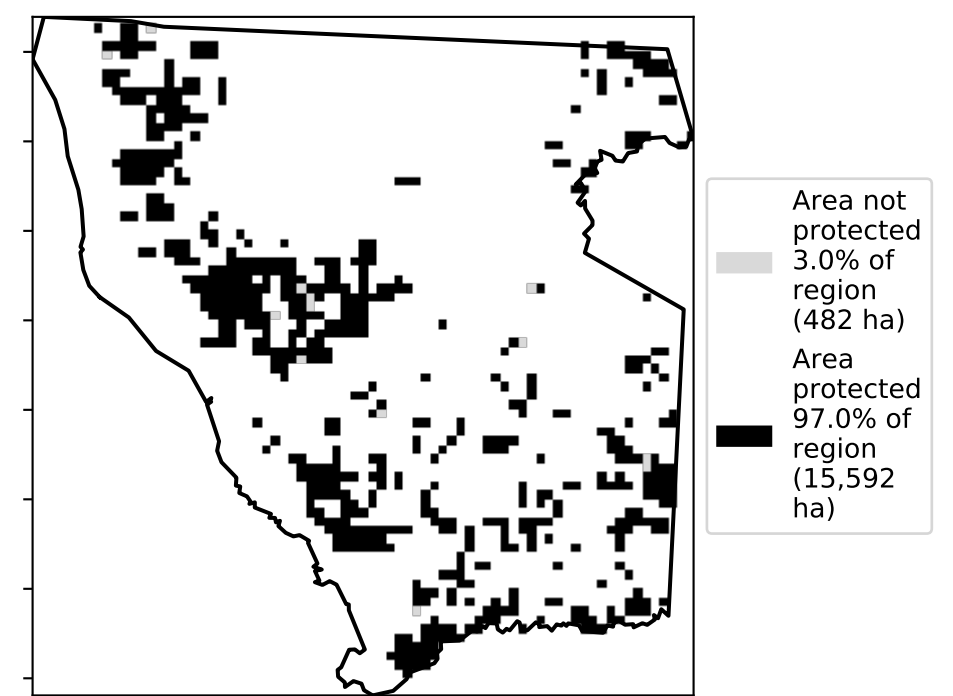 Area not
protected
3.0% of
region
(482 ha)
Area
protected
97.0% of
region
(15,592
ha)